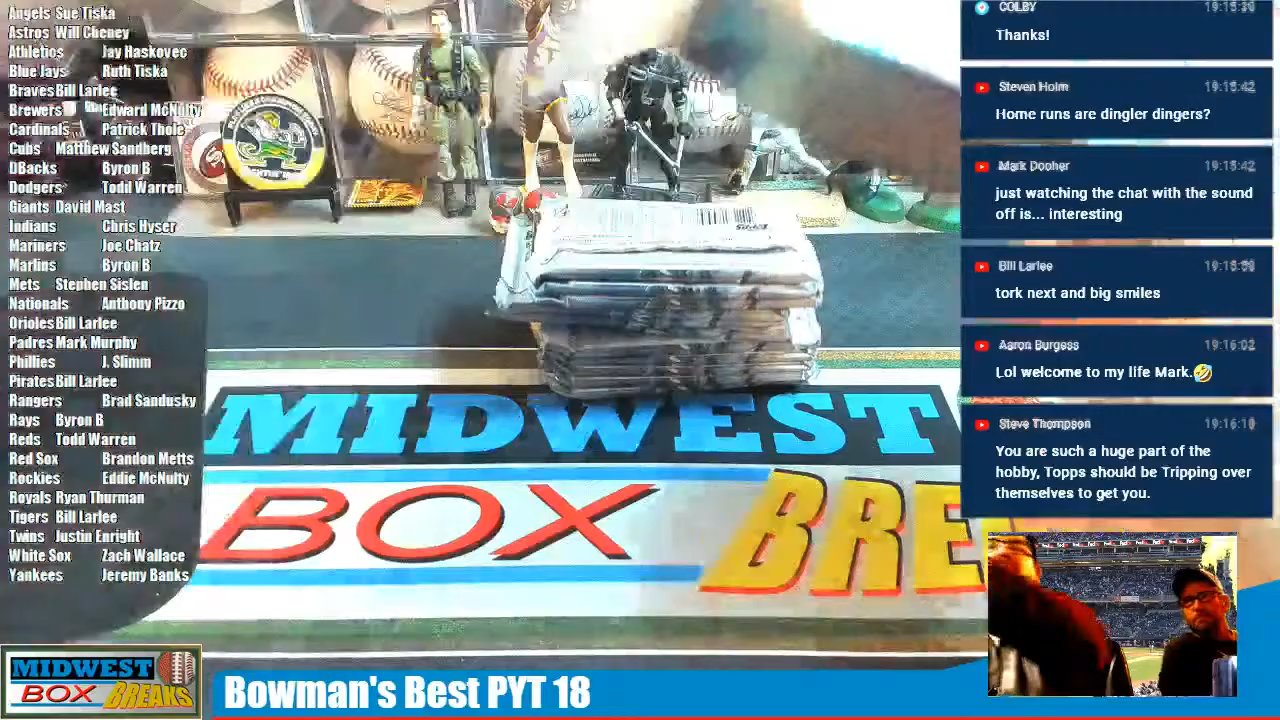 Angels Sue Tiska
Astros Will Cheney
Athletics Jay Haskovec
Blue Jays Ruth Tiska
Braves Bill Larlee
Brewers Edward McNulty
Cardinals Patrick Thole
Cubs Matthew Sandberg
DBacks Byron B
Dodgers Todd Warren
Giants David Mast
Indians Chris Hyser
Mariners Joe Chatz
Marlins Byron B
Mets Stephen Sislen
Nationals Anthony Pizzo
Orioles Bill Larlee
Padres Mark Murphy
Phillies J. Slimm
Pirates Bill Larlee
Rangers Brad Sandusky
Rays Byron B
Reds Todd Warren
Red Sox Brandon Metts
Rockies Eddie McNulty
Royals Ryan Thurman
Tigers Bill Larlee
Twins Justin Enright
White Sox Zach Wallace
Yankees Jeremy Banks
MIDWEST
BOX BRE
COLBY 19:15:39
Thanks!
Steven Holm 19:15:42
Home runs are dingler dingers?
Mark Dooher 19:15:42
just watching the chat with the sound
off is... interesting
Bill Larlee
tork next and big smiles
Aaron Burgess 19:16:02
Lol welcome to my life Mark.🤣
Steve Thompson 19:16:10
You are such a huge part of the
hobby, Topps should be Tripping over
themselves to get you.
MIDWEST
BOX BREAKS
Bowman's Best PYT 18